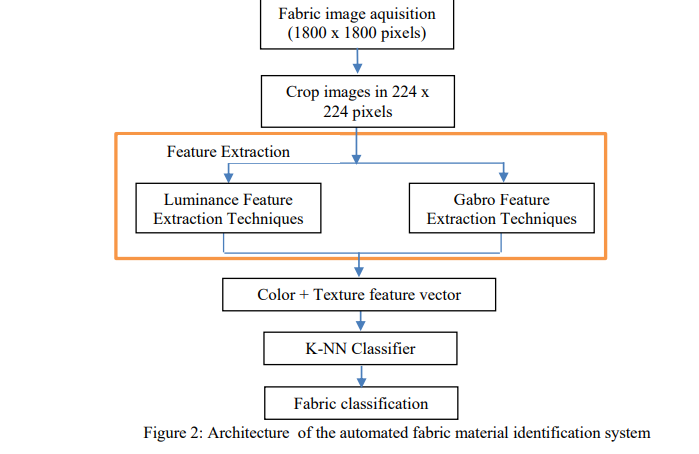 Fabric image aquisition
(1800 x 1800 pixels)
Crop images in 224 x
224 pixels
Feature Extraction
Luminance Feature
Extraction Techniques
Gabro Feature
Extraction Techniques
Color + Texture feature vector
K-NN Classifier
Fabric classification
Figure 2: Architecture of the automated fabric material identification system